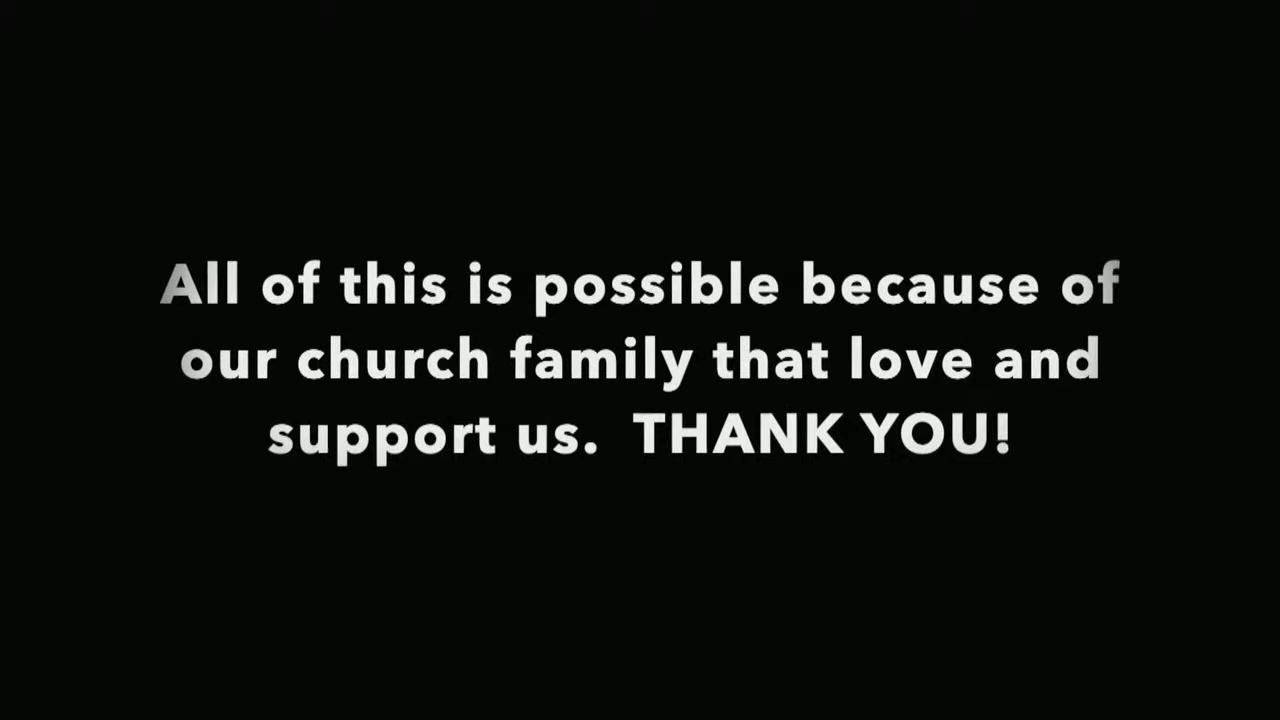 All of this is possible because of
our church family that love and
support us.  THANK YOU!